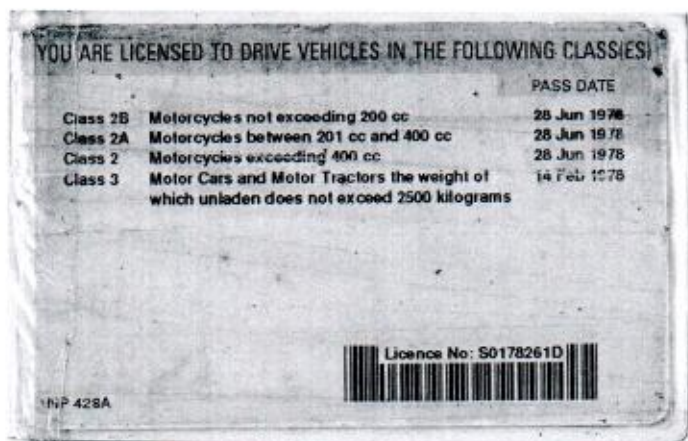 YOU ARE LICENSED TO DRIVE VEHICLES IN THE FOLLOWING CLASS(ES)
PASS DATE
Class 2B Motorcycles not exceeding 200 cc 28 Jun 1978
Class 2A Motorcycles between 201 cc and 400 cc 28 Jun 1978
Class 2 Motorcycles exceeding 400 cc 28 Jun 1978
Class 3 Motor Cars and Motor Tractors the weight of 14 Feb 1978
which unladen does not exceed 2500 kilograms
Licence No: S0178261D
428A